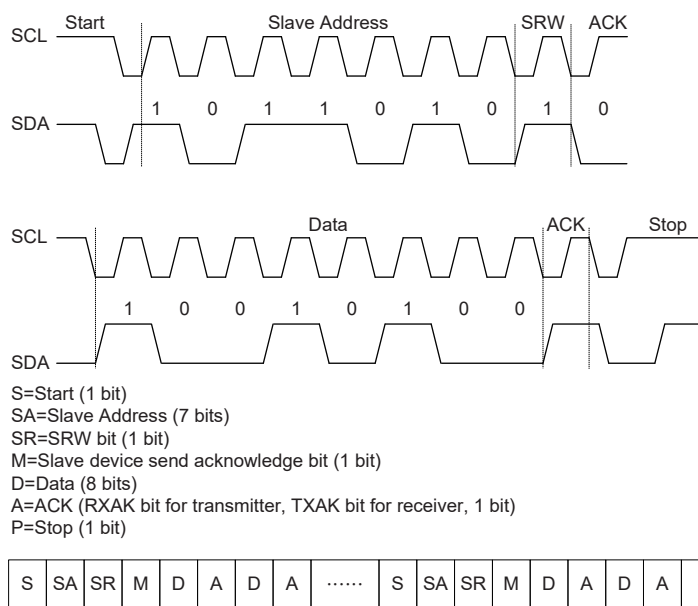 Start Slave Address SRW ACK
SCL
1 0 1 1 0 1 0 1 0
SDA
Data ACK Stop
SCL
1 0 0 1 0 1 0 0
SDA
S=Start (1 bit)
SA=Slave Address (7 bits)
SR=SRW bit (1 bit)
M=Slave device send acknowledge bit (1 bit)
D=Data (8 bits)
A=ACK (RXAK bit for transmitter, TXAK bit for receiver, 1 bit)
P=Stop (1 bit)
S SA SR M D A D A ...... S SA SR M D A D A